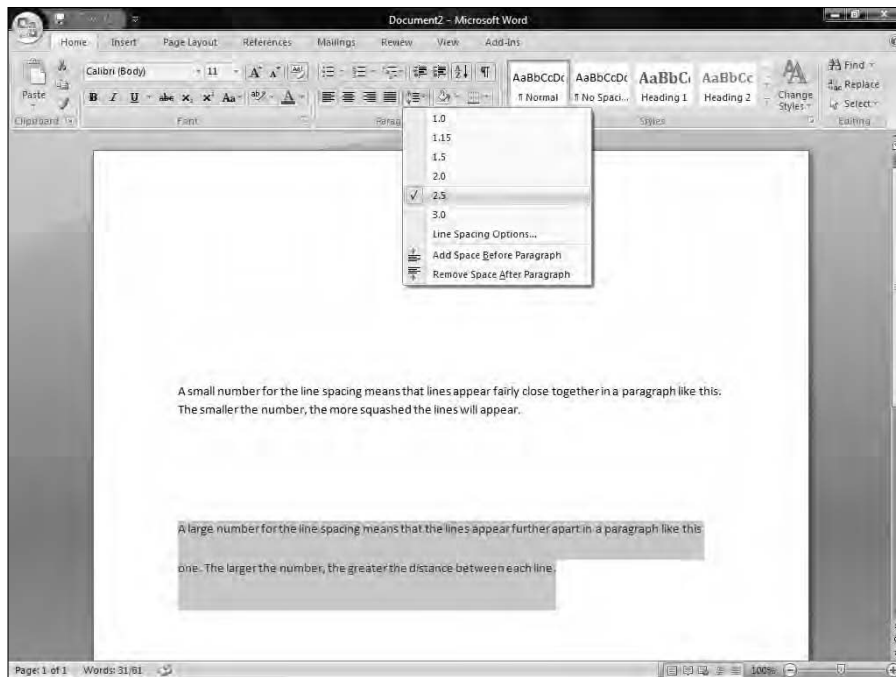 Document2 - Microsoft Word
Home Insert Page Layout References Mailings Review View Add-Ins
Calibri (Body) 11 A A AaBbCcDc AaBbCcDc AaBbC AaBbCc Find
Paste B I U abc x, x² Aa ab A ¶ Normal ¶ No Spaci... Heading 1 Heading 2 Change Styles Replace
Select
Clipboard Font Parag Styles Editing
1.0
1.15
1.5
2.0
2.5
3.0
Line Spacing Options...
Add Space Before Paragraph
Remove Space After Paragraph
A small number for the line spacing means that lines appear fairly close together in a paragraph like this.
The smaller the number, the more squashed the lines will appear.
A large number for the line spacing means that the lines appear further apart in a paragraph like this
one. The larger the number, the greater the distance between each line.
Page: 1 of 1 Words: 31/61 100%